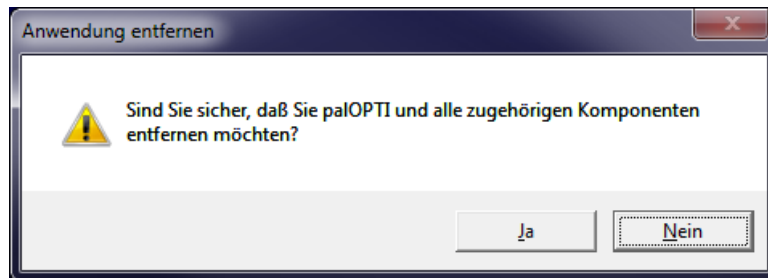 Anwendung entfernen
Sind Sie sicher, daß Sie palOPTI und alle zugehörigen Komponenten
entfernen möchten?
Ja
Nein